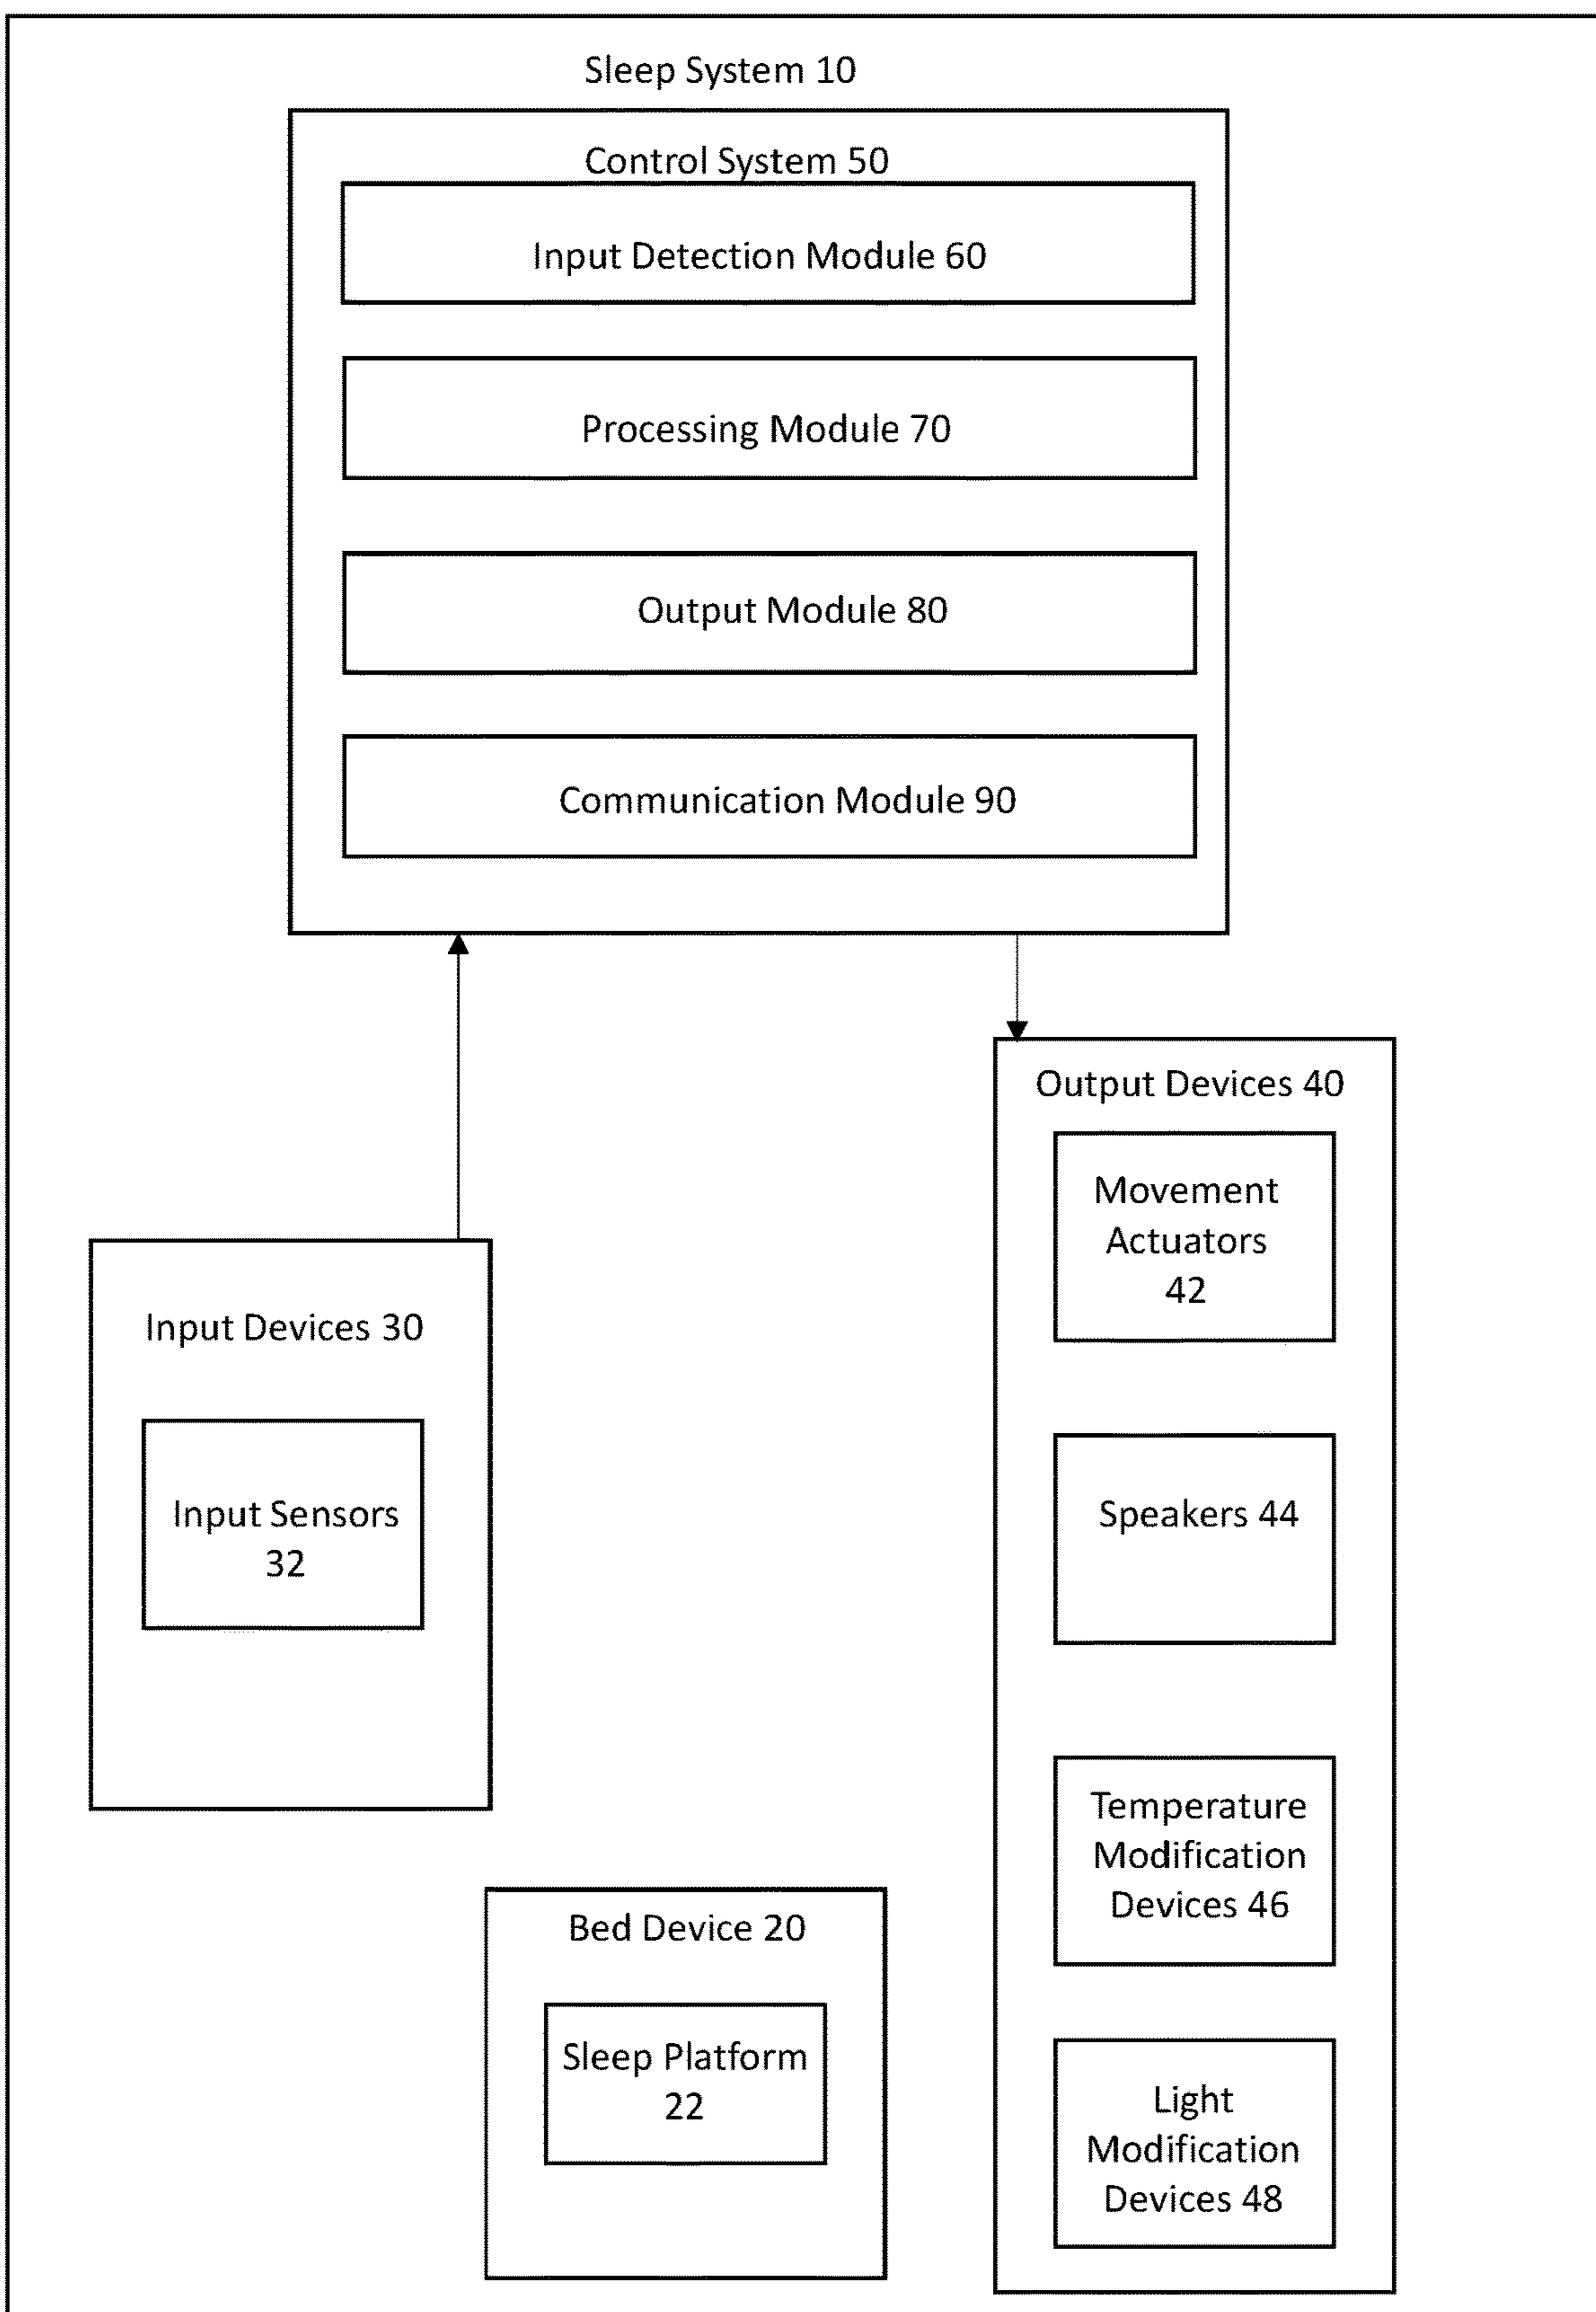 Sleep System 10
Control System 50
Input Detection Module 60
Processing Module 70
Output Module 80
Communication Module 90
Input Devices 30
Input Sensors
32
Bed Device 20
Sleep Platform
22
Output Devices 40
Movement
Actuators
42
Speakers 44
Temperature
Modification
Devices 46
Light
Modification
Devices 48